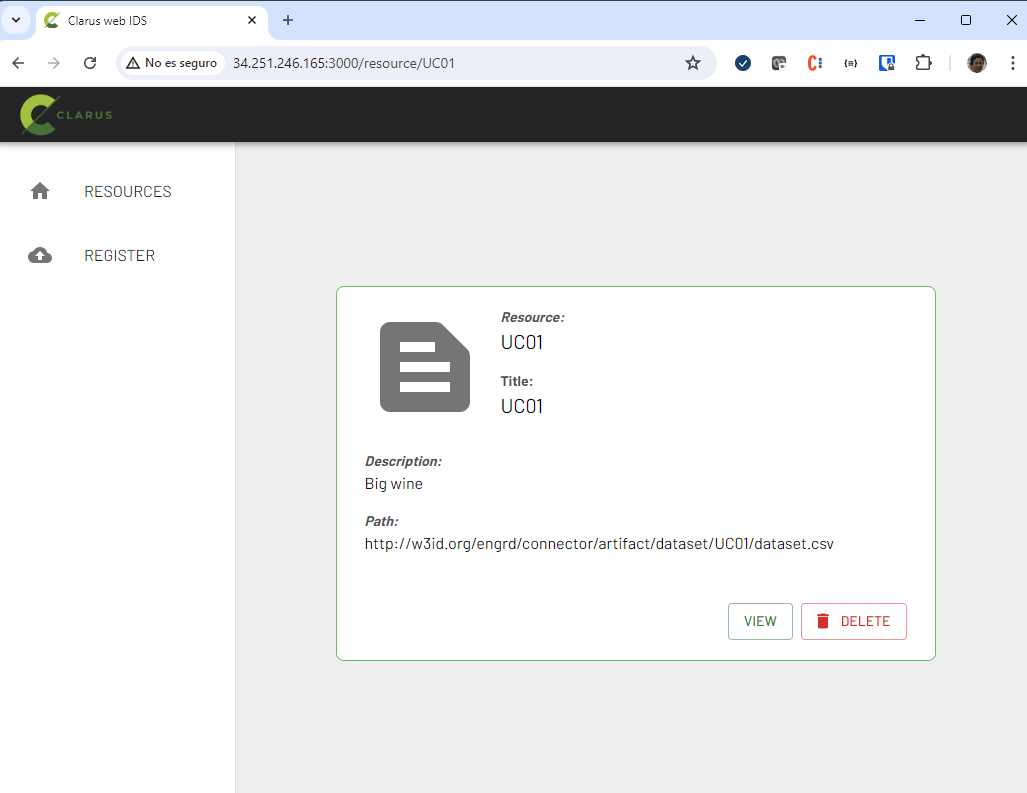 Clarus web IDS
No es seguro
34.251.246.165:3000/resource/UC01
CLARUS
RESOURCES
REGISTER
Resource:
UC01
Title:
UC01
Description:
Big wine
Path:
http://w3id.org/engrd/connector/artifact/dataset/UC01/dataset.csv
VIEW
DELETE